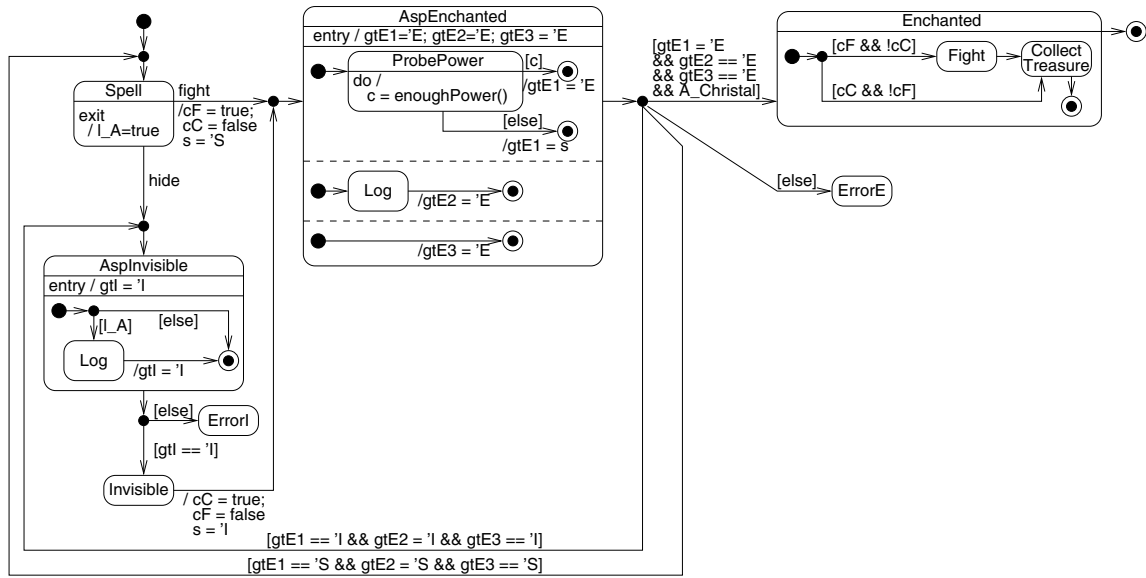 AspEnchanted
entry / gtE1='E; gtE2='E; gtE3 = 'E
ProbePower
do /
c = enoughPower()
[c]
/gtE1 = 'E
[else]
/gtE1 = s
Log
/gtE2 = 'E
/gtE3 = 'E
[gtE1 = 'E
&& gtE2 == 'E
&& gtE3 == 'E
&& A_Christal]
Enchanted
[cF && !cC]
Fight
Collect
Treasure
[cC && !cF]
[else]
ErrorE
Spell
exit
/ I_A=true
fight
/cF = true;
cC = false
s = 'S
hide
AspInvisible
entry / gtI = 'I
[I_A]
[else]
Log
/gtI = 'I
[else]
ErrorI
[gtI == 'I]
Invisible
/ cC = true;
cF = false
s = 'I
[gtE1 == 'I && gtE2 = 'I && gtE3 == 'I]
[gtE1 == 'S && gtE2 = 'S && gtE3 == 'S]